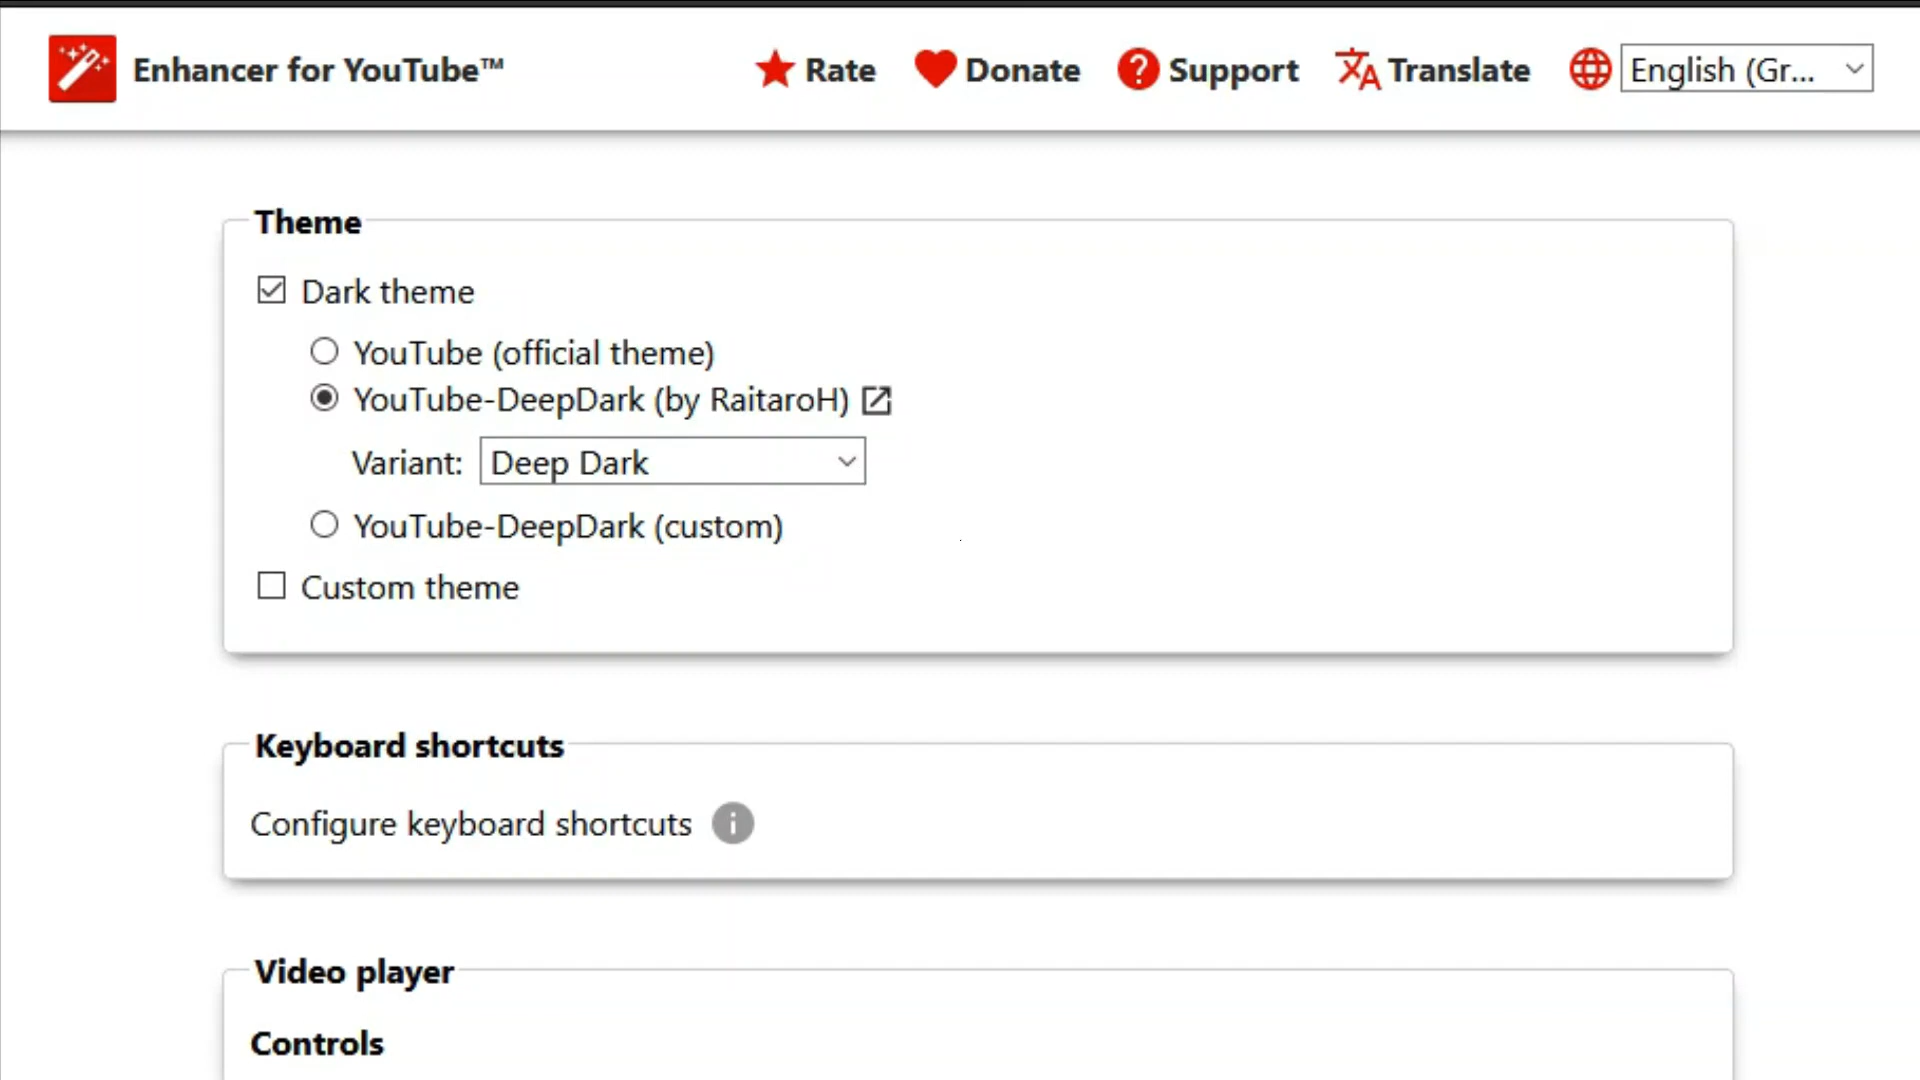 Enhancer for YouTube™
Rate
Donate
Support
Translate
English (Gr...
Theme
Dark theme
YouTube (official theme)
YouTube-DeepDark (by RaitaroH)
Variant: Deep Dark
YouTube-DeepDark (custom)
Custom theme
Keyboard shortcuts
Configure keyboard shortcuts
Video player
Controls